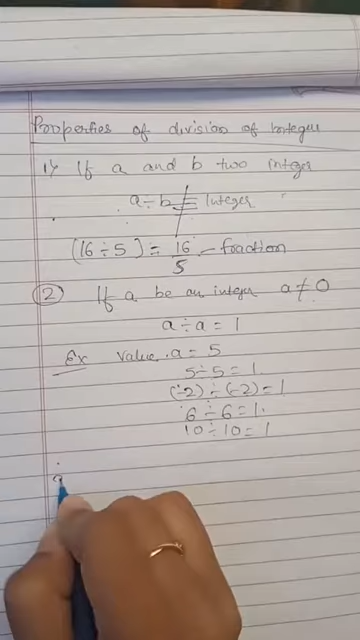 Properties of division of Integer
1) If a and b two integer
a ÷ b ≠ Integer
(16 ÷ 5) = 16/5 – fraction
② If a be an integer a ≠ 0
a ÷ a = 1
Ex value a = 5
5 ÷ 5 = 1
(-2) ÷ (-2) = 1
6 ÷ 6 = 1
10 ÷ 10 = 1